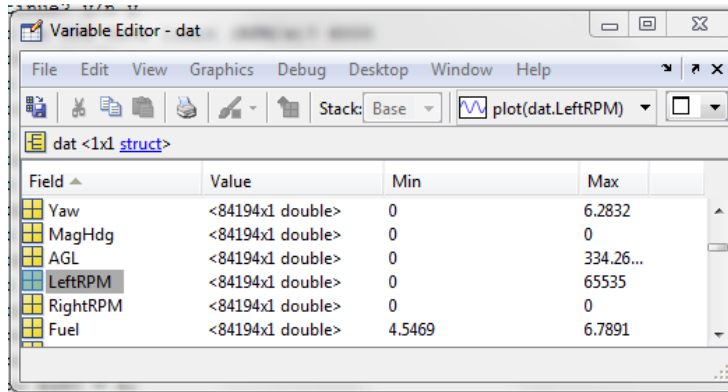 Variable Editor - dat
File Edit View Graphics Debug Desktop Window Help
Stack: Base plot(dat.LeftRPM)
dat <1x1 struct>
Field Value Min Max
Yaw <84194x1 double> 0 6.2832
MagHdg <84194x1 double> 0 0
AGL <84194x1 double> 0 334.26...
LeftRPM <84194x1 double> 0 65535
RightRPM <84194x1 double> 0 0
Fuel <84194x1 double> 4.5469 6.7891